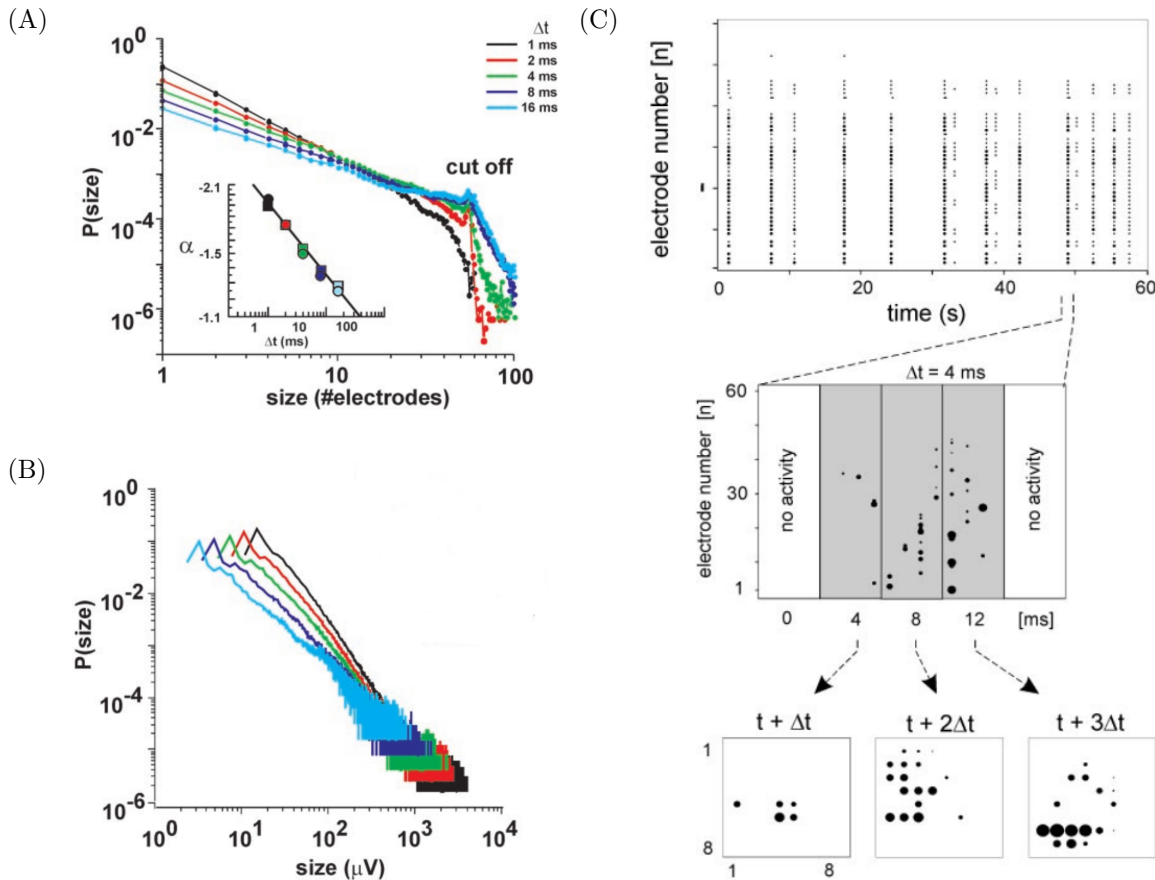 (A)
10^0
10^-2
10^-4
10^-6
P(size)
Δt
1 ms
2 ms
4 ms
8 ms
16 ms
cut off
-2.1
-1.5
-1.1
α
1 10 100
Δt (ms)
1 10 100
size (#electrodes)
(B)
10^0
10^-2
10^-4
10^-6
P(size)
10^0 10^1 10^2 10^3 10^4
size (μV)
(C)
electrode number [n]
0 20 40 60
time (s)
Δt = 4 ms
electrode number [n]
60
30
1
no activity
no activity
0 4 8 12 [ms]
t + Δt t + 2Δt t + 3Δt
1
8
1 8